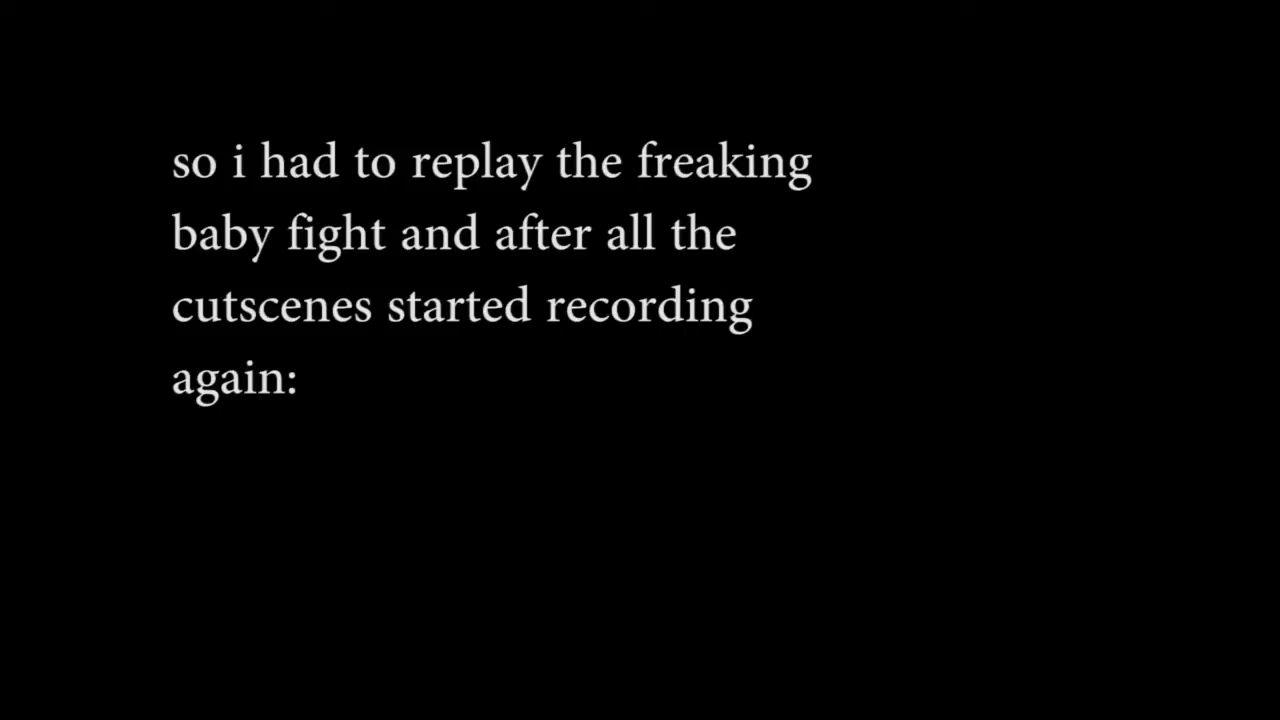 so i had to replay the freaking
baby fight and after all the
cutscenes started recording
again: